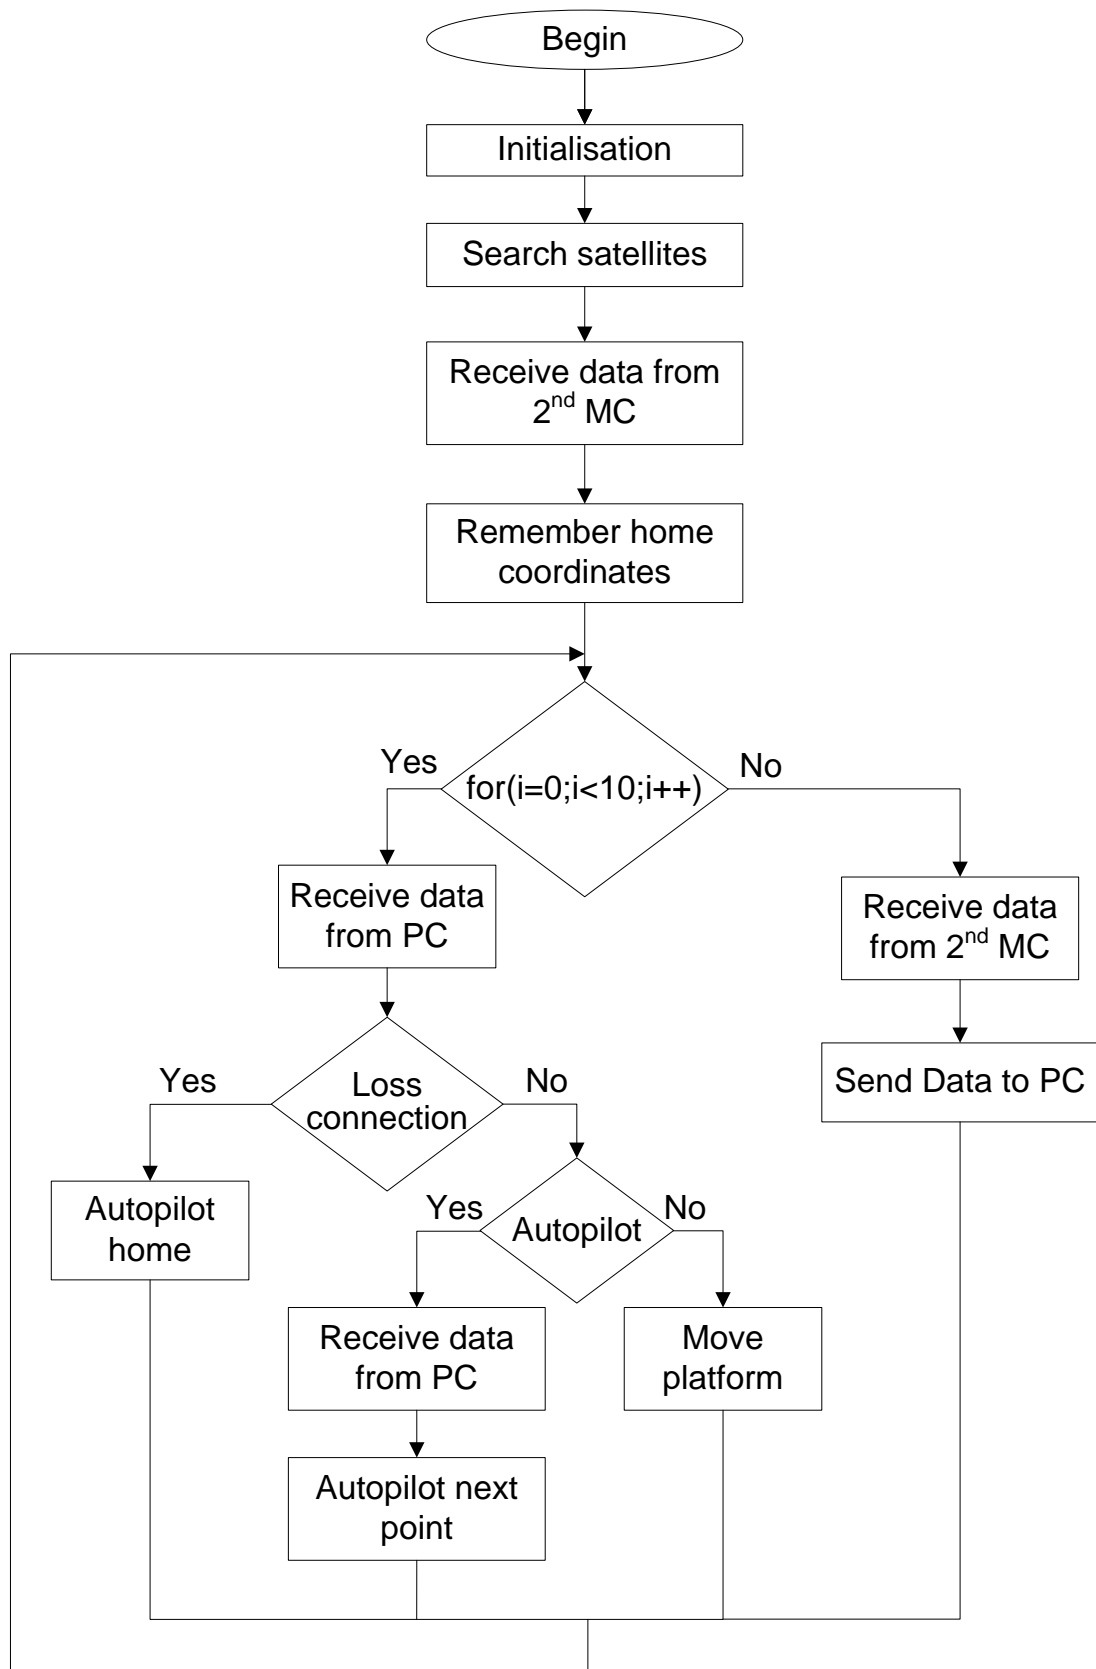 Begin
Initialisation
Search satellites
Receive data from
2nd MC
Remember home
coordinates
Yes
for(i=0;i<10;i++)
No
Receive data
from PC
Receive data
from 2nd MC
Yes
Loss
connection
No
Send Data to PC
Autopilot
home
Yes
Autopilot
No
Receive data
from PC
Move
platform
Autopilot next
point